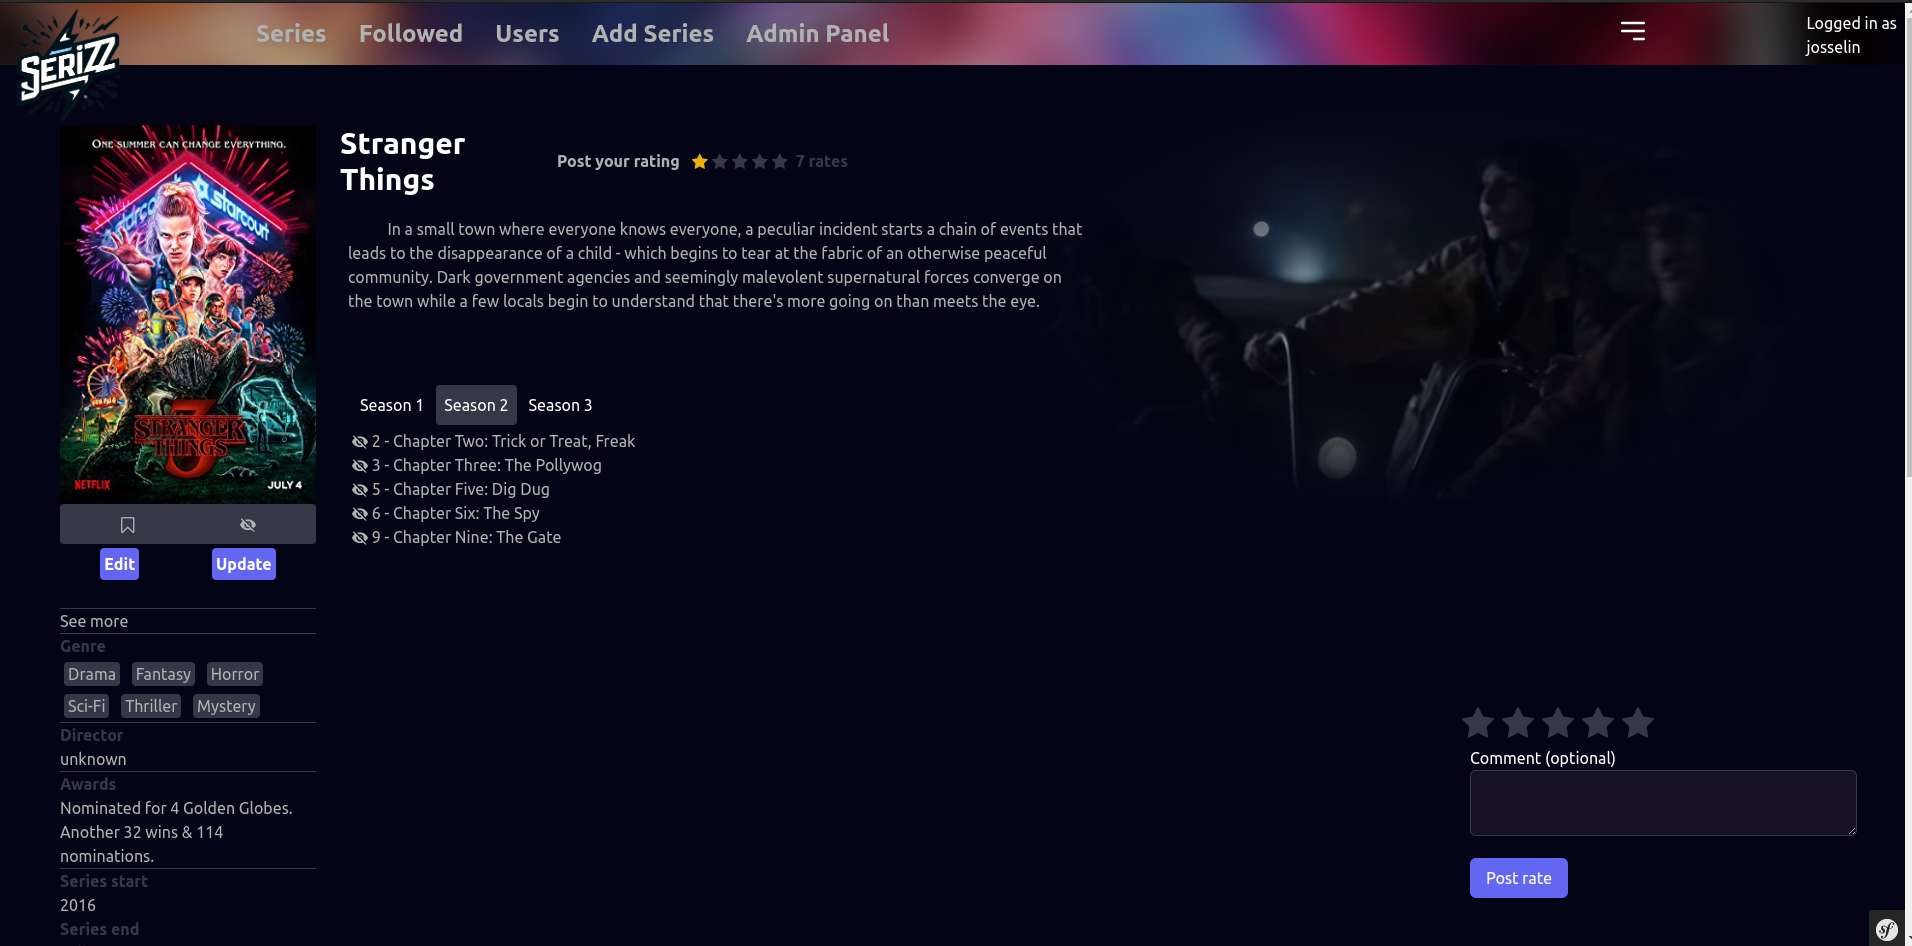 Series Followed Users Add Series Admin Panel
Logged in as
josselin
SERIZZ
ONE SUMMER CAN CHANGE EVERYTHING.
starcourt
STRANGER
THINGS
3
NETFLIX
JULY 4
Edit Update
See more
Genre
Drama Fantasy Horror
Sci-Fi Thriller Mystery
Director
unknown
Awards
Nominated for 4 Golden Globes.
Another 32 wins & 114
nominations.
Series start
2016
Series end
Stranger
Things
Post your rating 7 rates
In a small town where everyone knows everyone, a peculiar incident starts a chain of events that
leads to the disappearance of a child - which begins to tear at the fabric of an otherwise peaceful
community. Dark government agencies and seemingly malevolent supernatural forces converge on
the town while a few locals begin to understand that there's more going on than meets the eye.
Season 1 Season 2 Season 3
2 - Chapter Two: Trick or Treat, Freak
3 - Chapter Three: The Pollywog
5 - Chapter Five: Dig Dug
6 - Chapter Six: The Spy
9 - Chapter Nine: The Gate
Comment (optional)
Post rate
sf